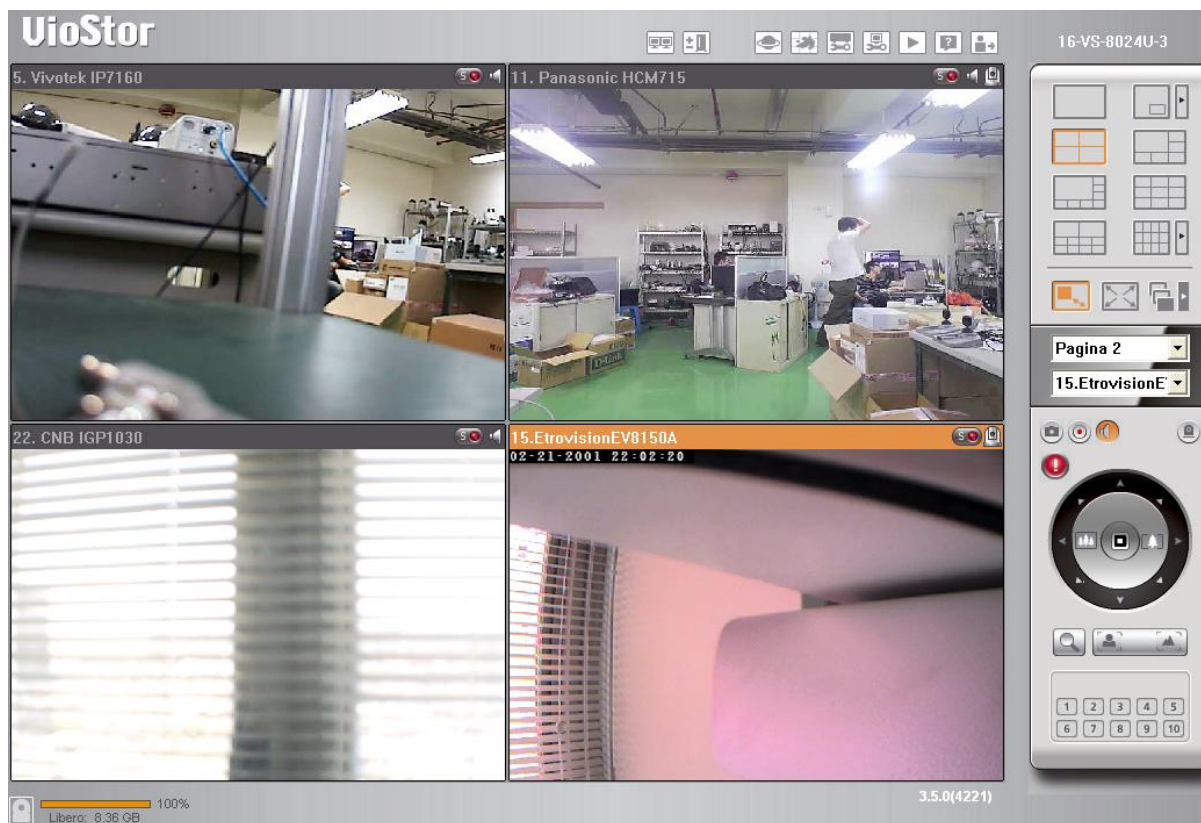 VioStor
16-VS-8024U-3
5. Vivotek IP7160
S
11. Panasonic HCM715
S
D-Link
22. CNB IGP1030
S
15.EtrovisionEV8150A
S
02-21-2001 22:02:20
Pagina 2
15.EtrovisionE
1 2 3 4 5
6 7 8 9 10
100%
Libero: 8.36 GB
3.5.0(4221)